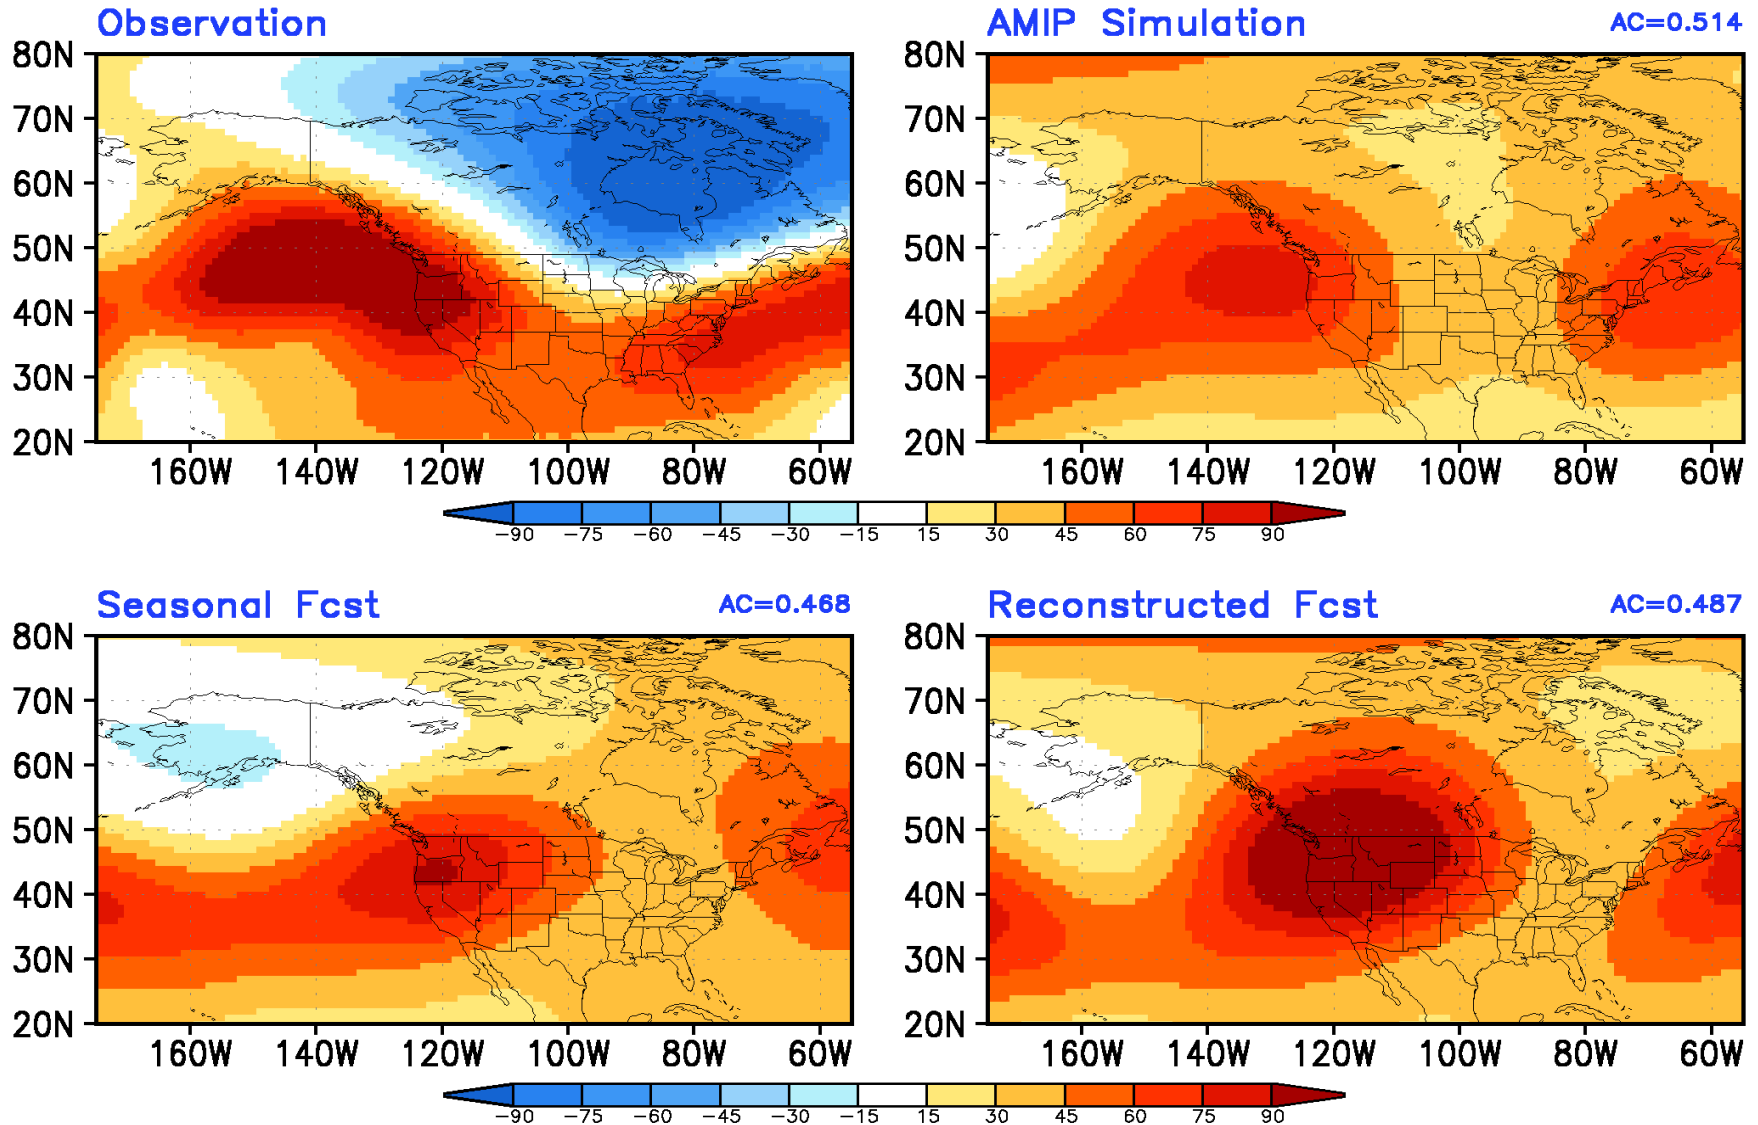 Observation
AMIP Simulation AC=0.514
80N 80N
70N 70N
60N 60N
50N 50N
40N 40N
30N 30N
20N 20N
160W 140W 120W 100W 80W 60W 160W 140W 120W 100W 80W 60W
−90 −75 −60 −45 −30 −15 15 30 45 60 75 90
Seasonal Fcst AC=0.468
Reconstructed Fcst AC=0.487
80N 80N
70N 70N
60N 60N
50N 50N
40N 40N
30N 30N
20N 20N
160W 140W 120W 100W 80W 60W 160W 140W 120W 100W 80W 60W
−90 −75 −60 −45 −30 −15 15 30 45 60 75 90